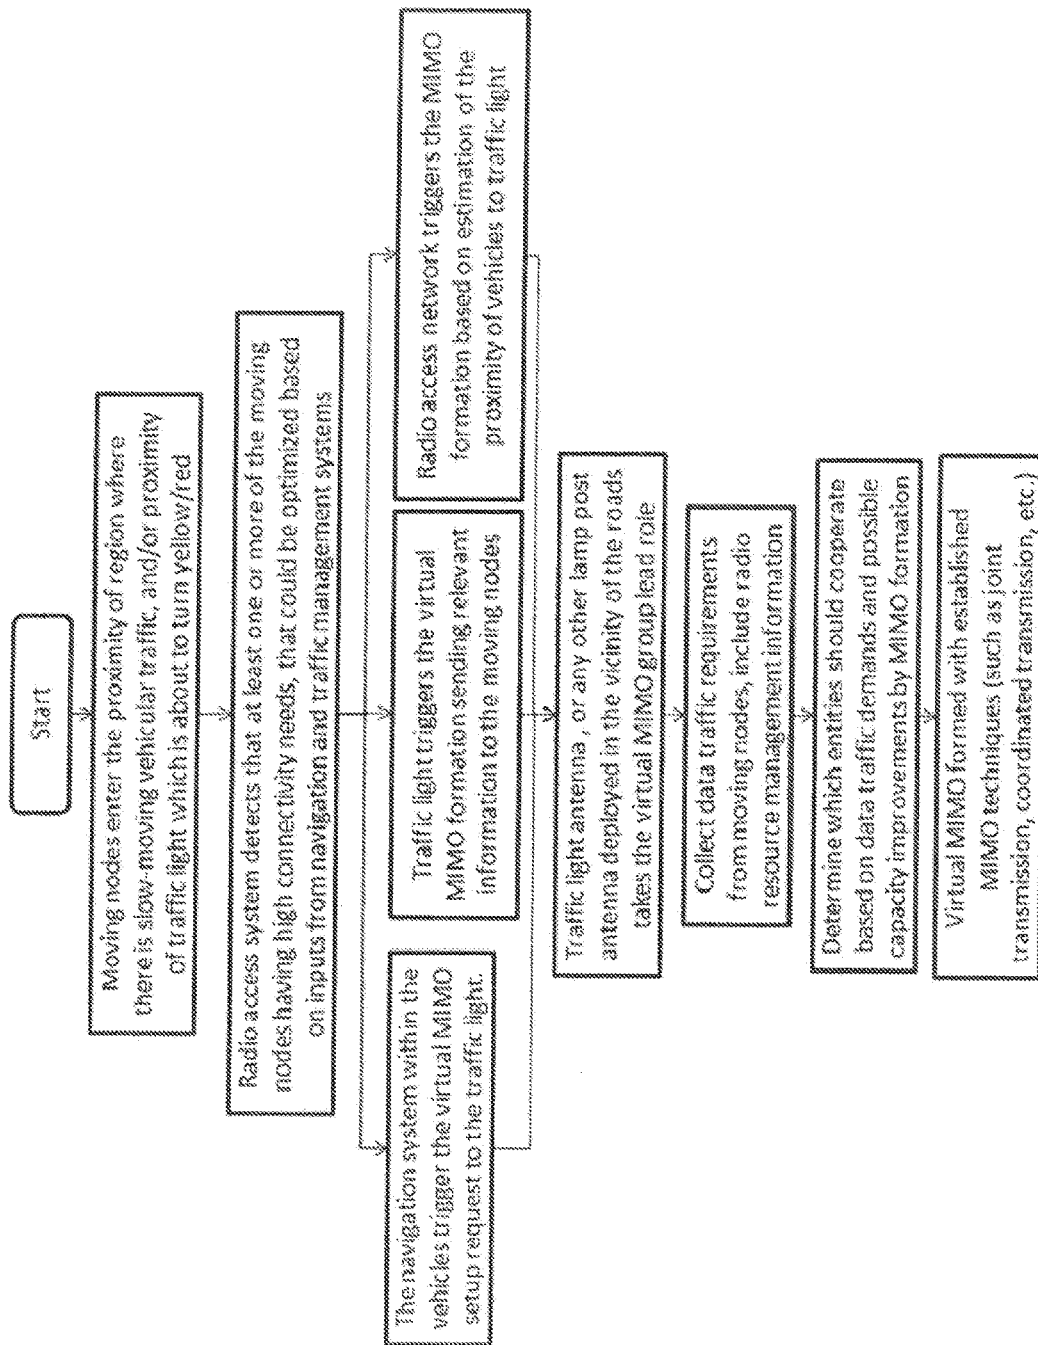 Start
Moving nodes enter the proximity of region where
there is slow-moving vehicular traffic, and/or proximity
of traffic light which is about to turn yellow/red
Radio access system detects that at least one or more of the moving
nodes having high connectivity needs, that could be optimized based
on inputs from navigation and traffic management systems
The navigation system within the
vehicles trigger the virtual MIMO
setup request to the traffic light.
Traffic light triggers the virtual
MIMO formation sending relevant
information to the moving nodes
Radio access network triggers the MIMO
formation based on estimation of the
proximity of vehicles to traffic light
Traffic light antenna , or any other lamp post
antenna deployed in the vicinity of the roads
takes the virtual MIMO group lead role
Collect data traffic requirements
from moving nodes, include radio
resource management information
Determine which entities should cooperate
based on data traffic demands and possible
capacity improvements by MIMO formation
Virtual MIMO formed with established
MIMO techniques (such as joint
transmission, coordinated transmission, etc.)